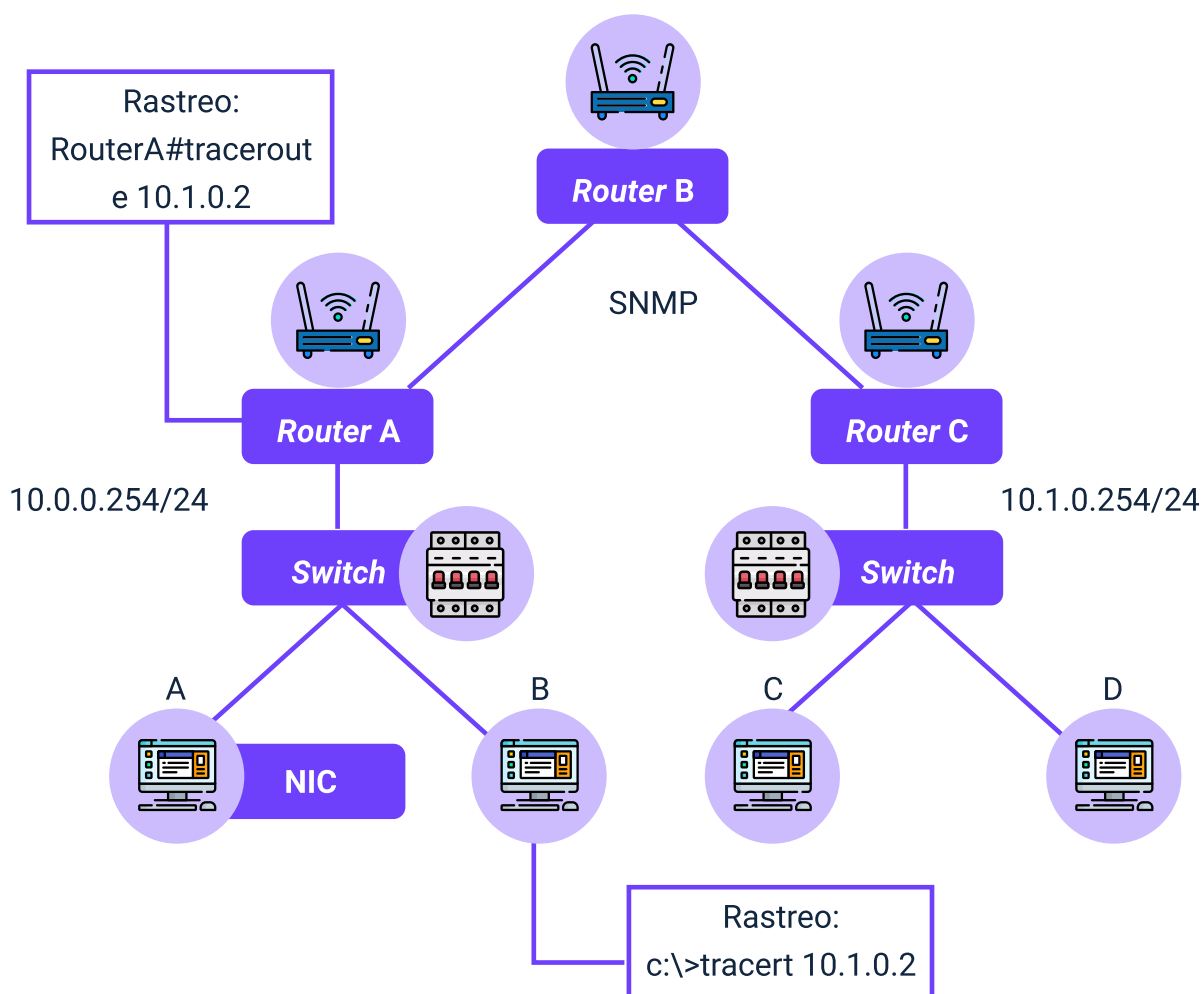 Rastreo:
RouterA#tracerout
e 10.1.0.2
Router B
SNMP
Router A
Router C
10.0.0.254/24
10.1.0.254/24
Switch
Switch
A
B
C
D
NIC
Rastreo:
c:\>tracert 10.1.0.2